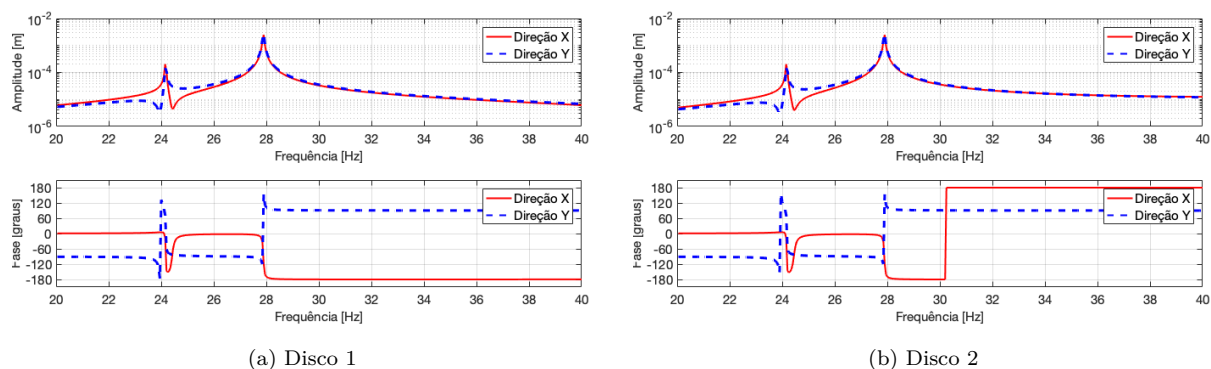 Amplitude [m]
10^-2
10^-4
10^-6
Direção X
Direção Y
20 22 24 26 28 30 32 34 36 38 40
Frequência [Hz]
Fase [graus]
180
120
60
0
-60
-120
-180
Direção X
Direção Y
20 22 24 26 28 30 32 34 36 38 40
Frequência [Hz]
(a) Disco 1
Amplitude [m]
10^-2
10^-4
10^-6
Direção X
Direção Y
20 22 24 26 28 30 32 34 36 38 40
Frequência [Hz]
Fase [graus]
180
120
60
0
-60
-120
-180
Direção X
Direção Y
20 22 24 26 28 30 32 34 36 38 40
Frequência [Hz]
(b) Disco 2